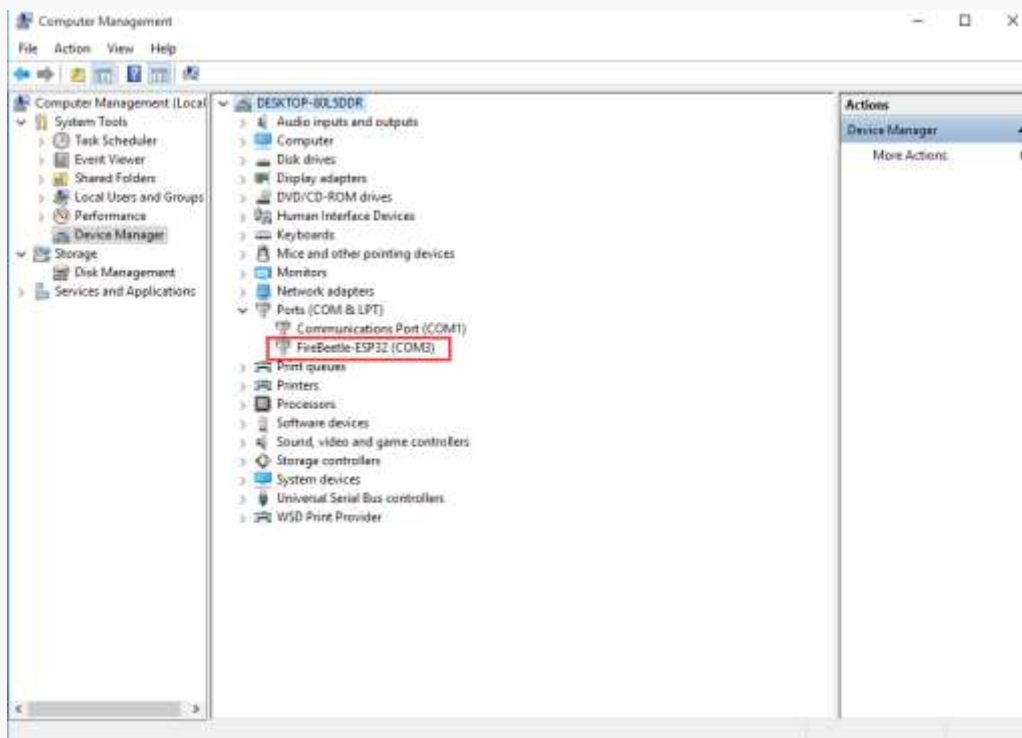 Computer Management
File Action View Help
Computer Management (Local
System Tools
Task Scheduler
Event Viewer
Shared Folders
Local Users and Groups
Performance
Device Manager
Storage
Disk Management
Services and Applications
DESKTOP-80L5DDR
Audio inputs and outputs
Computer
Disk drives
Display adapters
DVD/CD-ROM drives
Human Interface Devices
Keyboards
Mice and other pointing devices
Monitors
Network adapters
Ports (COM & LPT)
Communications Port (COM1)
FireBeetle-ESP32 (COM3)
Print queues
Printers
Processors
Software devices
Sound, video and game controllers
Storage controllers
System devices
Universal Serial Bus controllers
WSD Print Provider
Actions
Device Manager
More Actions